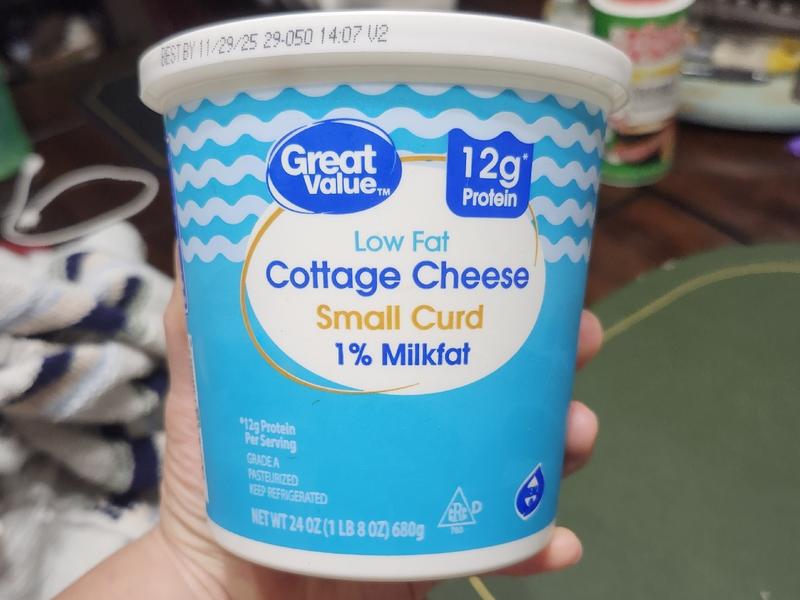 BEST BY 11/29/25 29-050 14:07 V2
Great
Value™
12g*
Protein
Low Fat
Cottage Cheese
Small Curd
1% Milkfat
*12g Protein
Per Serving
GRADE A
PASTEURIZED
KEEP REFRIGERATED
NET WT 24 OZ (1 LB 8 OZ) 680g